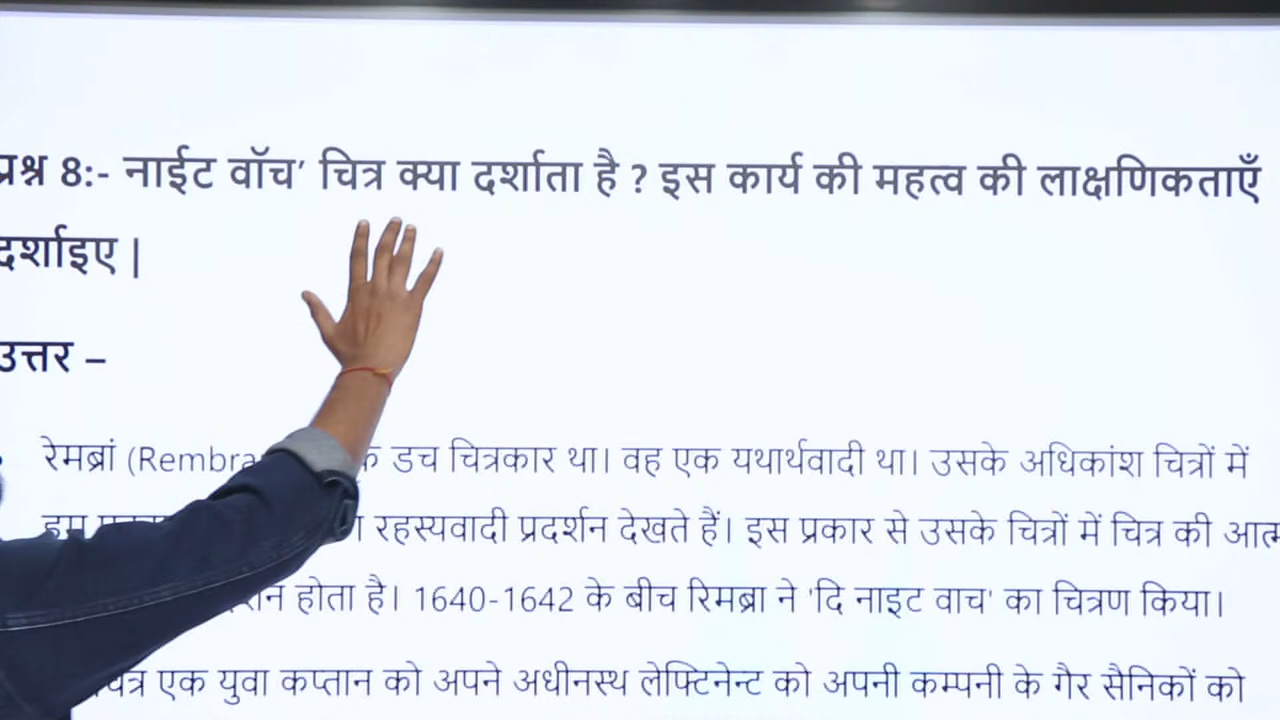 प्रश्न 8:- नाईट वॉच' चित्र क्या दर्शाता है ? इस कार्य की महत्व की लाक्षणिकताएँ
दर्शाइए |
उत्तर –
रेमब्रां (Rembra डच चित्रकार था। वह एक यथार्थवादी था। उसके अधिकांश चित्रों में
रहस्यवादी प्रदर्शन देखते हैं। इस प्रकार से उसके चित्रों में चित्र की
होता है। 1640-1642 के बीच रिमब्रा ने 'दि नाइट वाच' का चित्रण किया।
एक युवा कप्तान को अपने अधीनस्थ लेफ्टिनेन्ट को अपनी कम्पनी के गैर सैनिकों को